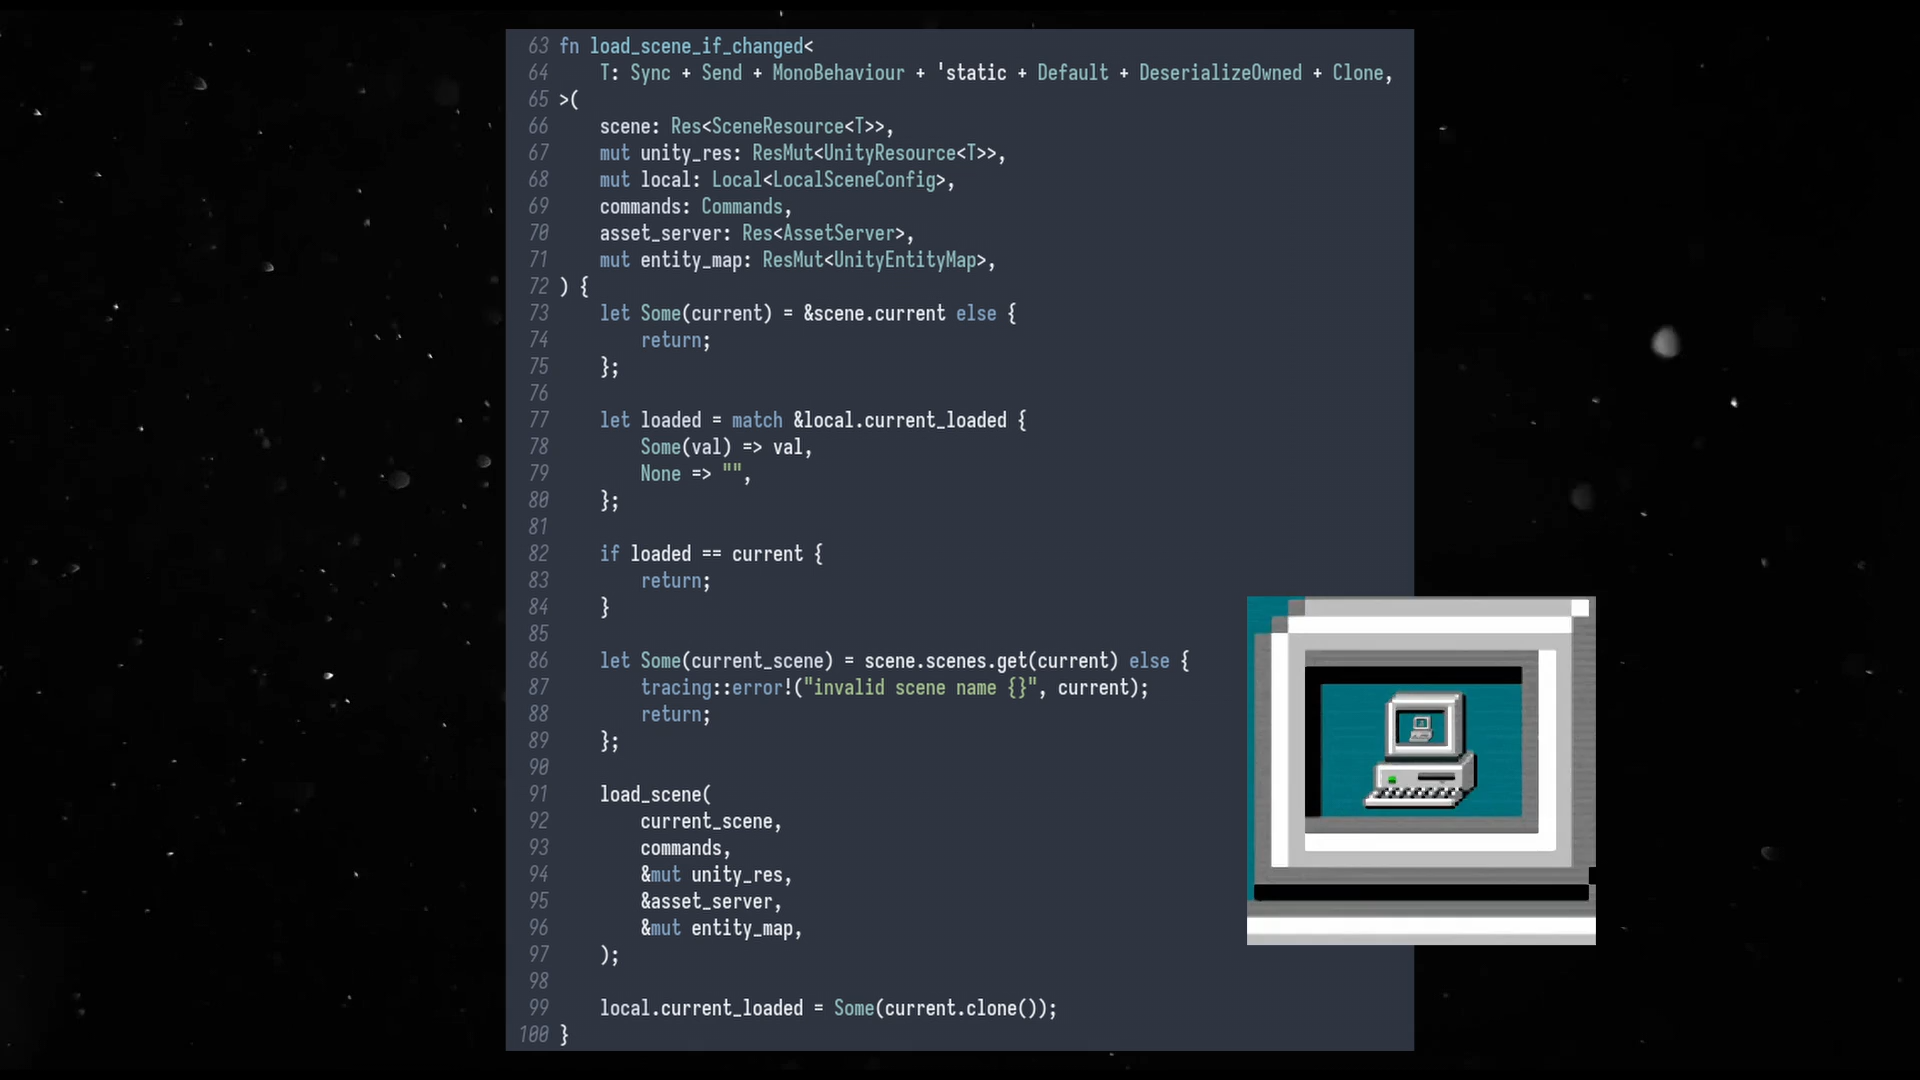 63 fn load_scene_if_changed<
64     T: Sync + Send + MonoBehaviour + 'static + Default + DeserializeOwned + Clone,
65 >(
66     scene: Res<SceneResource<T>>,
67     mut unity_res: ResMut<UnityResource<T>>,
68     mut local: Local<LocalSceneConfig>,
69     commands: Commands,
70     asset_server: Res<AssetServer>,
71     mut entity_map: ResMut<UnityEntityMap>,
72 ) {
73     let Some(current) = &scene.current else {
74         return;
75     };
76
77     let loaded = match &local.current_loaded {
78         Some(val) => val,
79         None => "",
80     };
81
82     if loaded == current {
83         return;
84     }
85
86     let Some(current_scene) = scene.scenes.get(current) else {
87         tracing::error!("invalid scene name {}", current);
88         return;
89     };
90
91     load_scene(
92         current_scene,
93         commands,
94         &mut unity_res,
95         &asset_server,
96         &mut entity_map,
97     );
98
99     local.current_loaded = Some(current.clone());
100 }